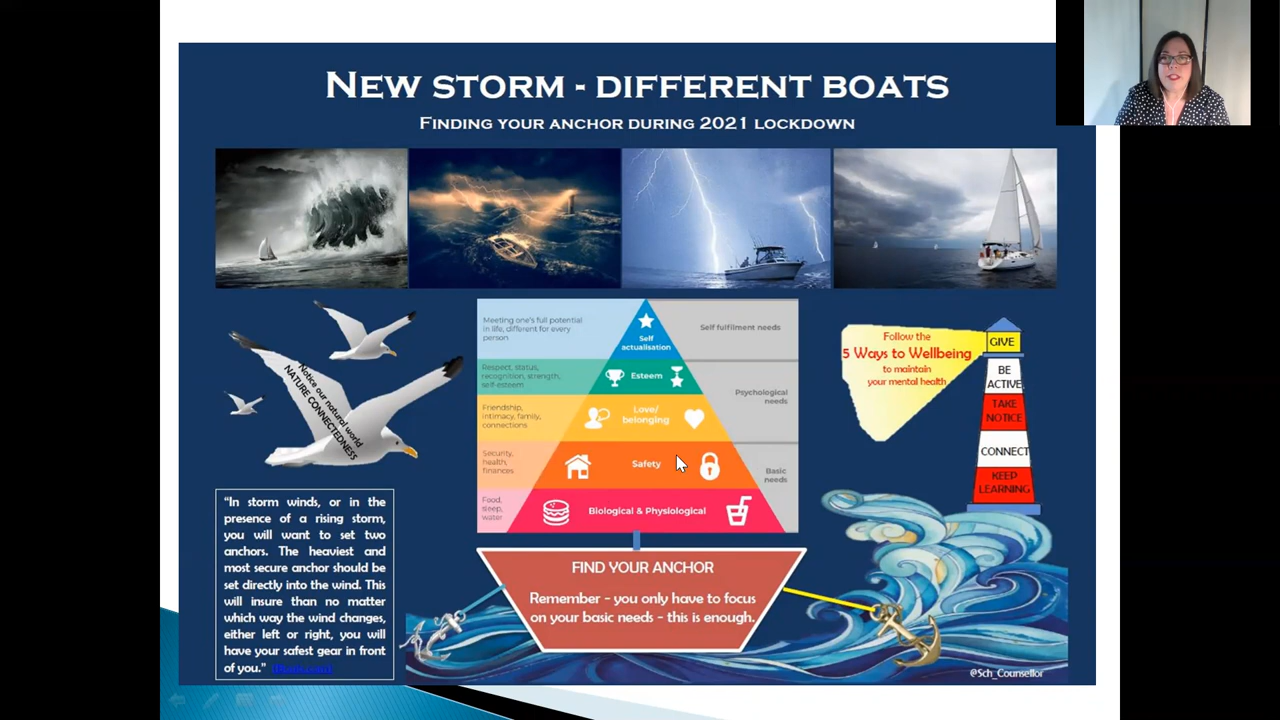 NEW STORM - DIFFERENT BOATS
FINDING YOUR ANCHOR DURING 2021 LOCKDOWN
Notice our natural world
NATURE CONNECTEDNESS
Meeting one's full potential
in life, different for every
person
Self
actualisation
Self fulfilment needs
Respect, status,
recognition, strength,
self-esteem
Esteem
Psychological
needs
Friendship,
intimacy, family,
connections
Love/
belonging
Security,
health,
finances
Safety
Basic
needs
Food,
sleep,
water
Biological & Physiological
Follow the
5 Ways to Wellbeing
to maintain
your mental health
GIVE
BE
ACTIVE
TAKE
NOTICE
CONNECT
KEEP
LEARNING
"In storm winds, or in the
presence of a rising storm,
you will want to set two
anchors. The heaviest and
most secure anchor should be
set directly into the wind. This
will insure than no matter
which way the wind changes,
either left or right, you will
have your safest gear in front
of you."
FIND YOUR ANCHOR
Remember - you only have to focus
on your basic needs - this is enough.
@Sch_Counsellor